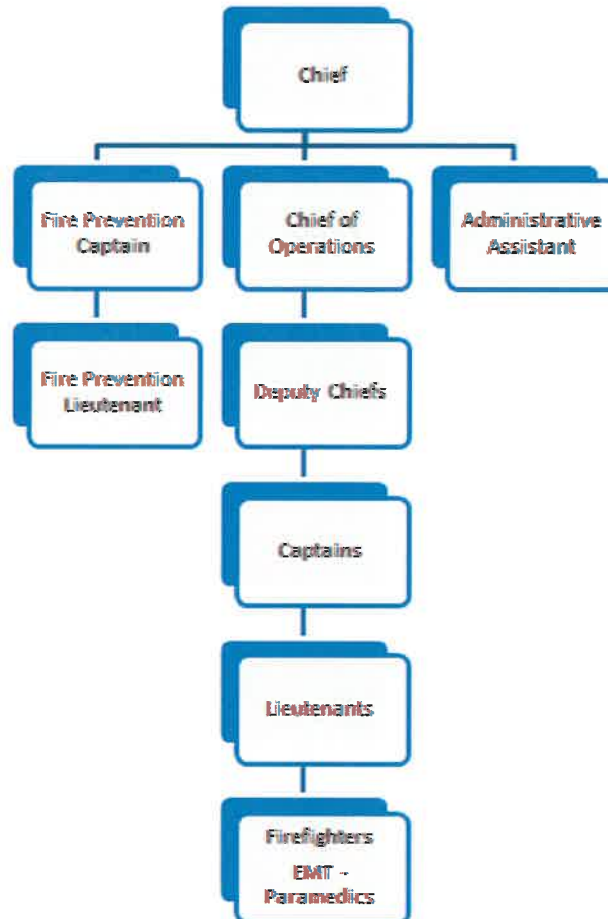 Chief
Fire Prevention
Captain
Chief of
Operations
Administrative
Assistant
Fire Prevention
Lieutenant
Deputy Chiefs
Captains
Lieutenants
Firefighters
EMT -
Paramedics